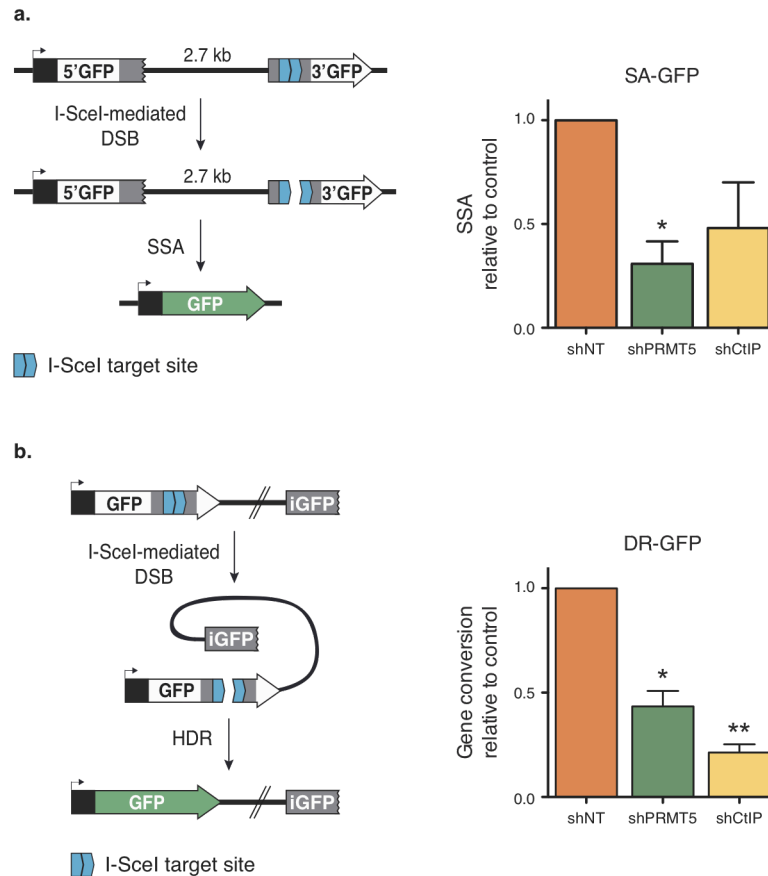 a.
2.7 kb
5'GFP
3'GFP
I-SceI-mediated
DSB
2.7 kb
5'GFP
3'GFP
SSA
GFP
I-SceI target site
SA-GFP
SSA
relative to control
1.0
0.5
0.0
*
shNT
shPRMT5
shCtIP
b.
GFP
iGFP
I-SceI-mediated
DSB
iGFP
GFP
HDR
GFP
iGFP
I-SceI target site
DR-GFP
Gene conversion
relative to control
1.0
0.5
0.0
*
**
shNT
shPRMT5
shCtIP